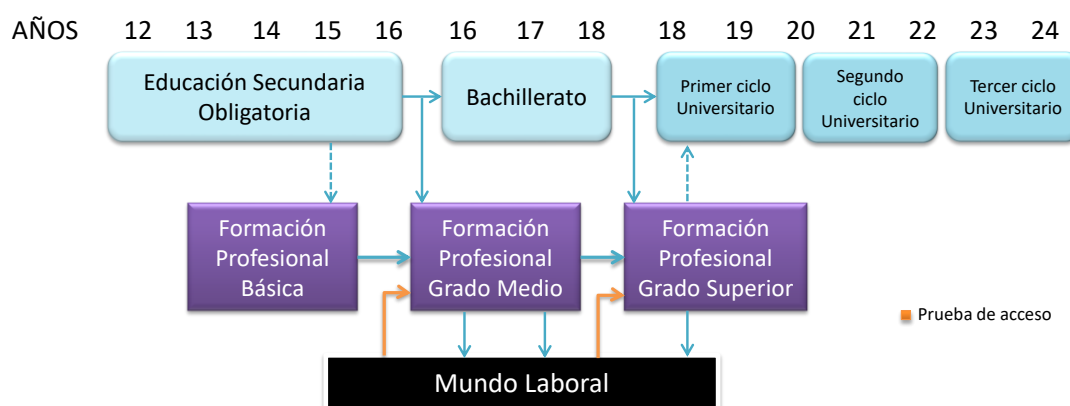 AÑOS 12 13 14 15 16 16 17 18 18 19 20 21 22 23 24
Educación Secundaria
Obligatoria
Bachillerato
Primer ciclo
Universitario
Segundo
ciclo
Universitario
Tercer ciclo
Universitario
Formación
Profesional
Básica
Formación
Profesional
Grado Medio
Formación
Profesional
Grado Superior
Prueba de acceso
Mundo Laboral